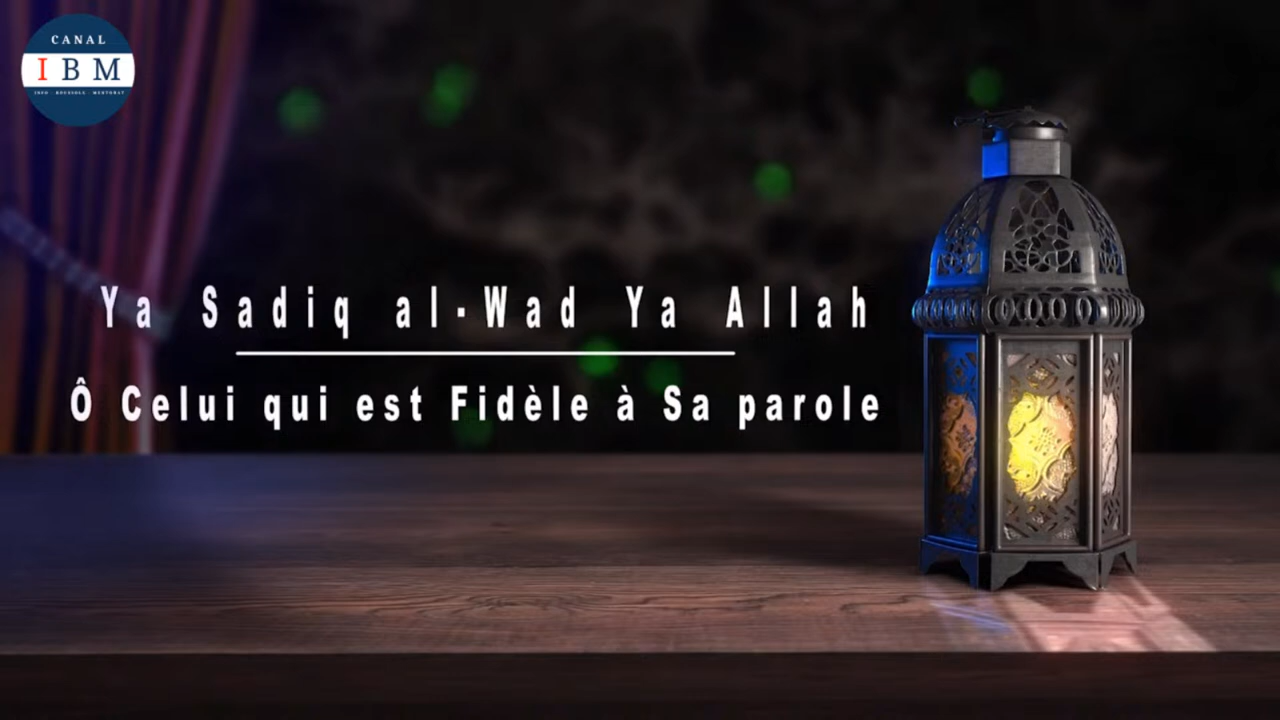 CANAL
IBM
Ya Sadiq al-Wad Ya Allah
Ô Celui qui est Fidèle à Sa parole